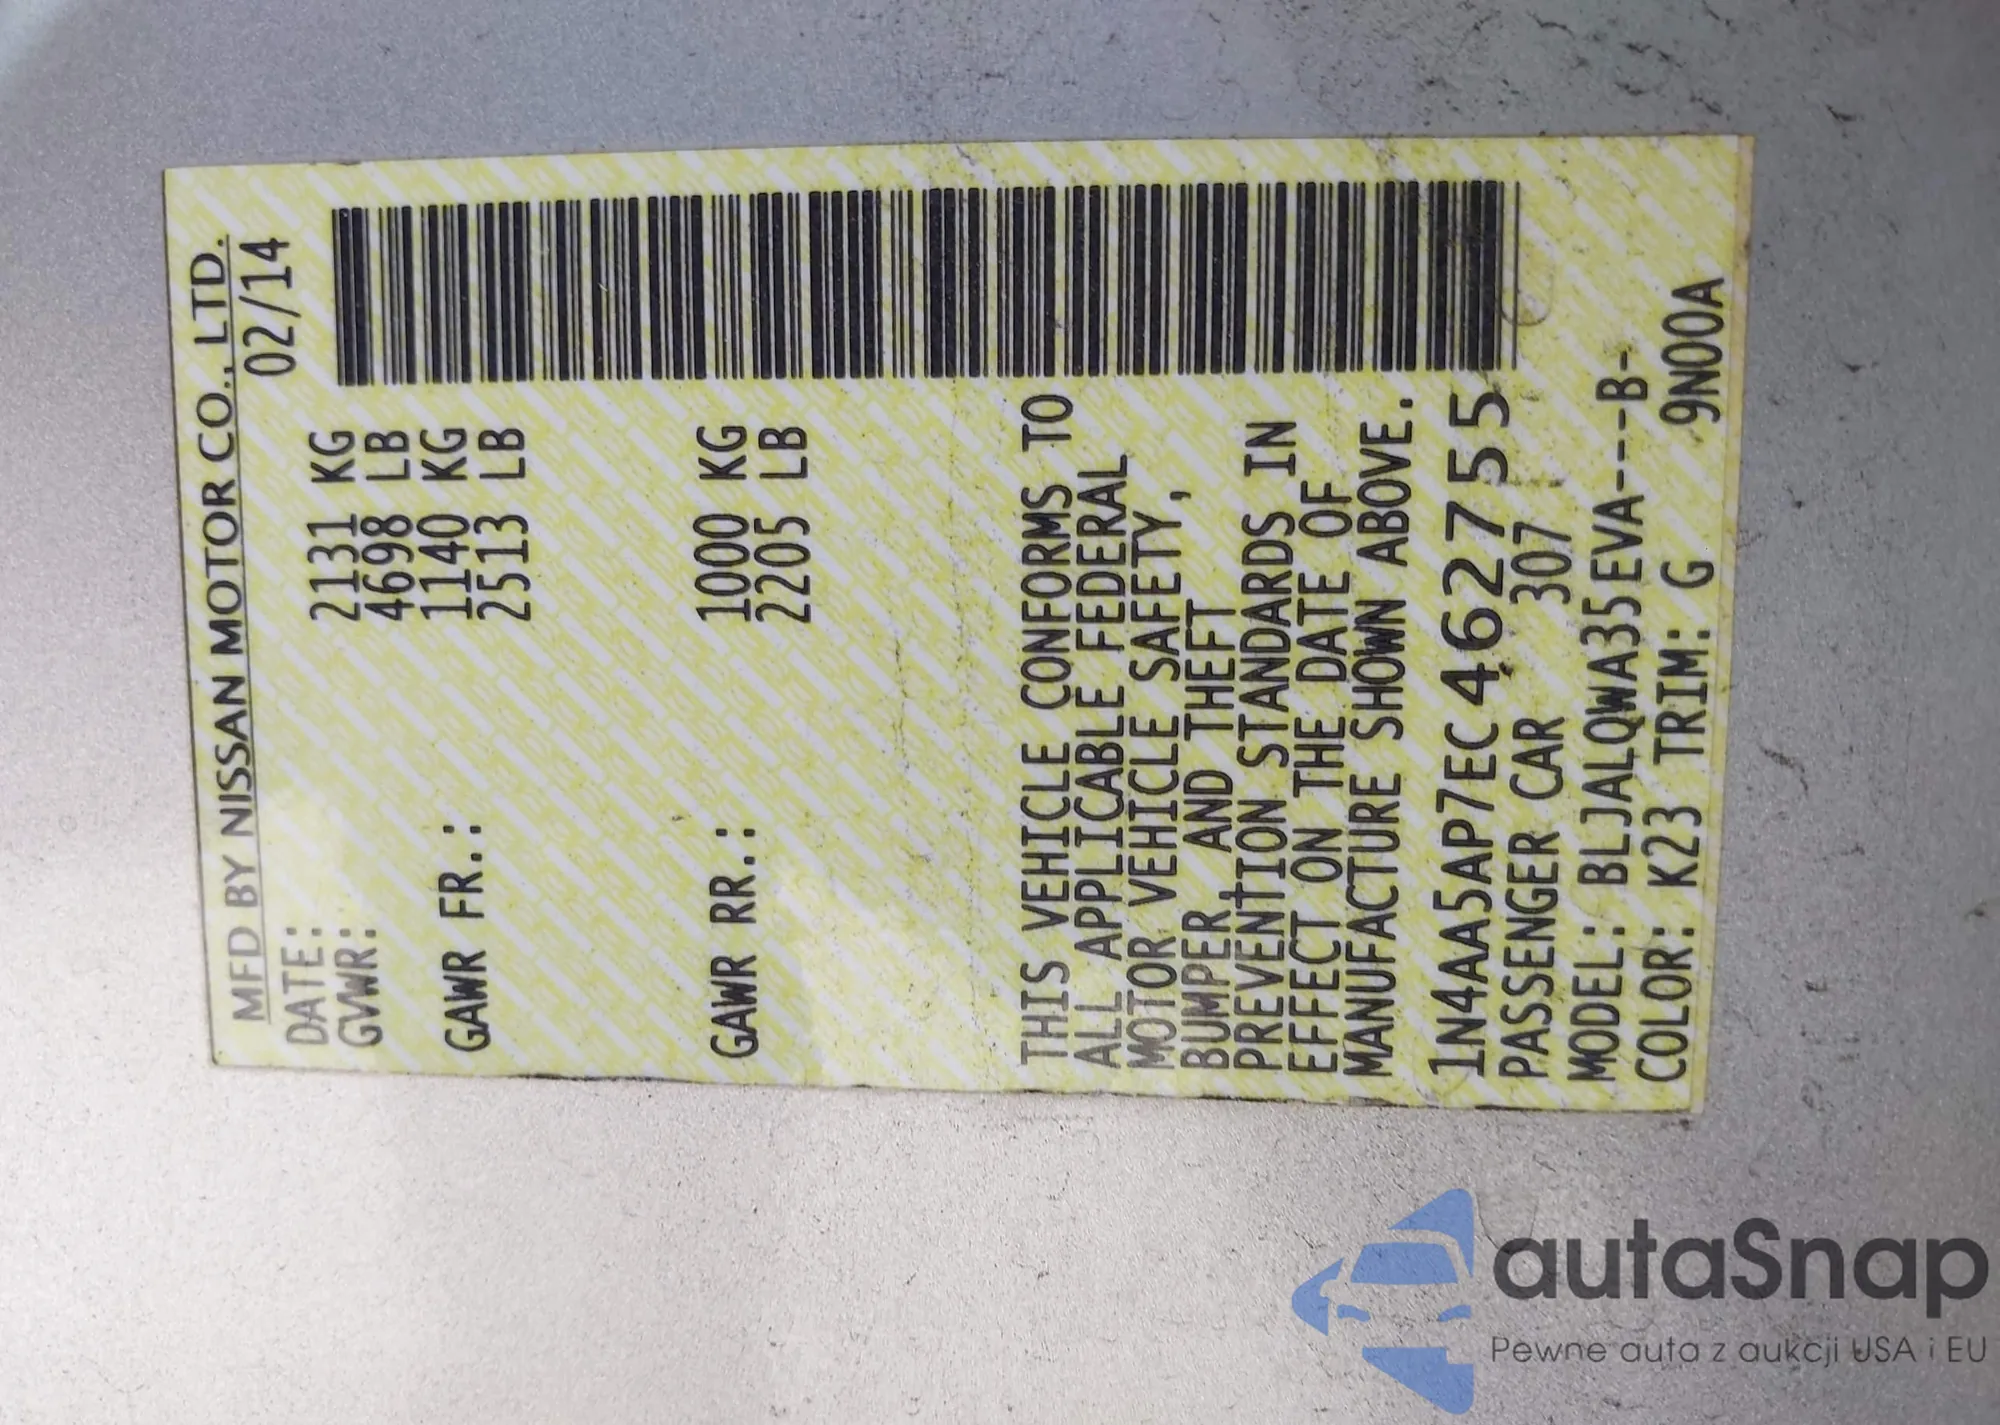 MFD BY NISSAN MOTOR CO., LTD.
DATE: 02/14
GVWR: 2131 KG
4698 LB
GAWR FR.: 1140 KG
2513 LB
GAWR RR.: 1000 KG
2205 LB
THIS VEHICLE CONFORMS TO
ALL APPLICABLE FEDERAL
MOTOR VEHICLE SAFETY,
BUMPER AND THEFT
PREVENTION STANDARDS IN
EFFECT ON THE DATE OF
MANUFACTURE SHOWN ABOVE.
1N4AA5AP7EC462755
PASSENGER CAR 307
MODEL: BLJALQWA35EVA---B-
COLOR: K23 TRIM: G 9N00A
autaSnap
Pewne auta z aukcji USA i EU